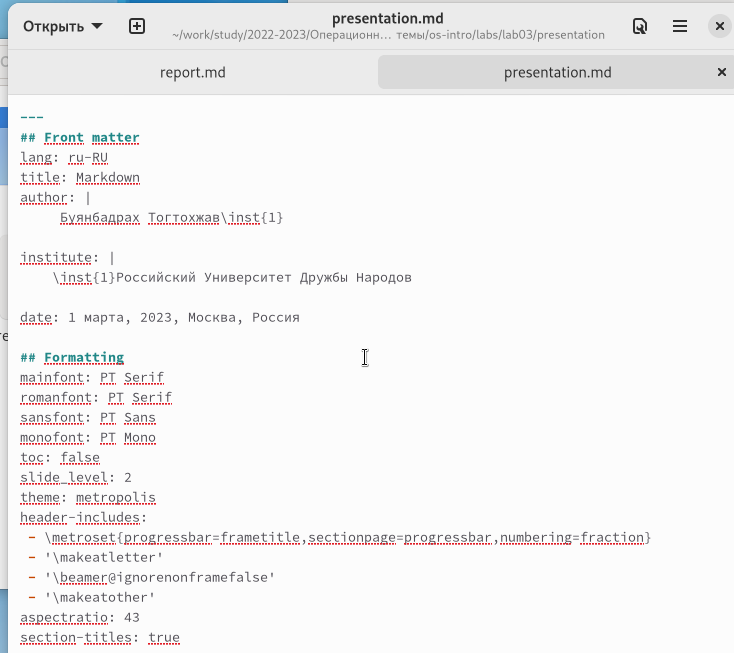 Открыть
presentation.md
~/work/study/2022-2023/Операционн… темы/os-intro/labs/lab03/presentation
report.md
presentation.md
---
## Front matter
lang: ru-RU
title: Markdown
author: |
Буянбадрах Тогтохжав\inst{1}
institute: |
\inst{1}Российский Университет Дружбы Народов
date: 1 марта, 2023, Москва, Россия
## Formatting
mainfont: PT Serif
romanfont: PT Serif
sansfont: PT Sans
monofont: PT Mono
toc: false
slide_level: 2
theme: metropolis
header-includes:
- \metroset{progressbar=frametitle,sectionpage=progressbar,numbering=fraction}
- '\makeatletter'
- '\beamer@ignorenonframefalse'
- '\makeatother'
aspectratio: 43
section-titles: true